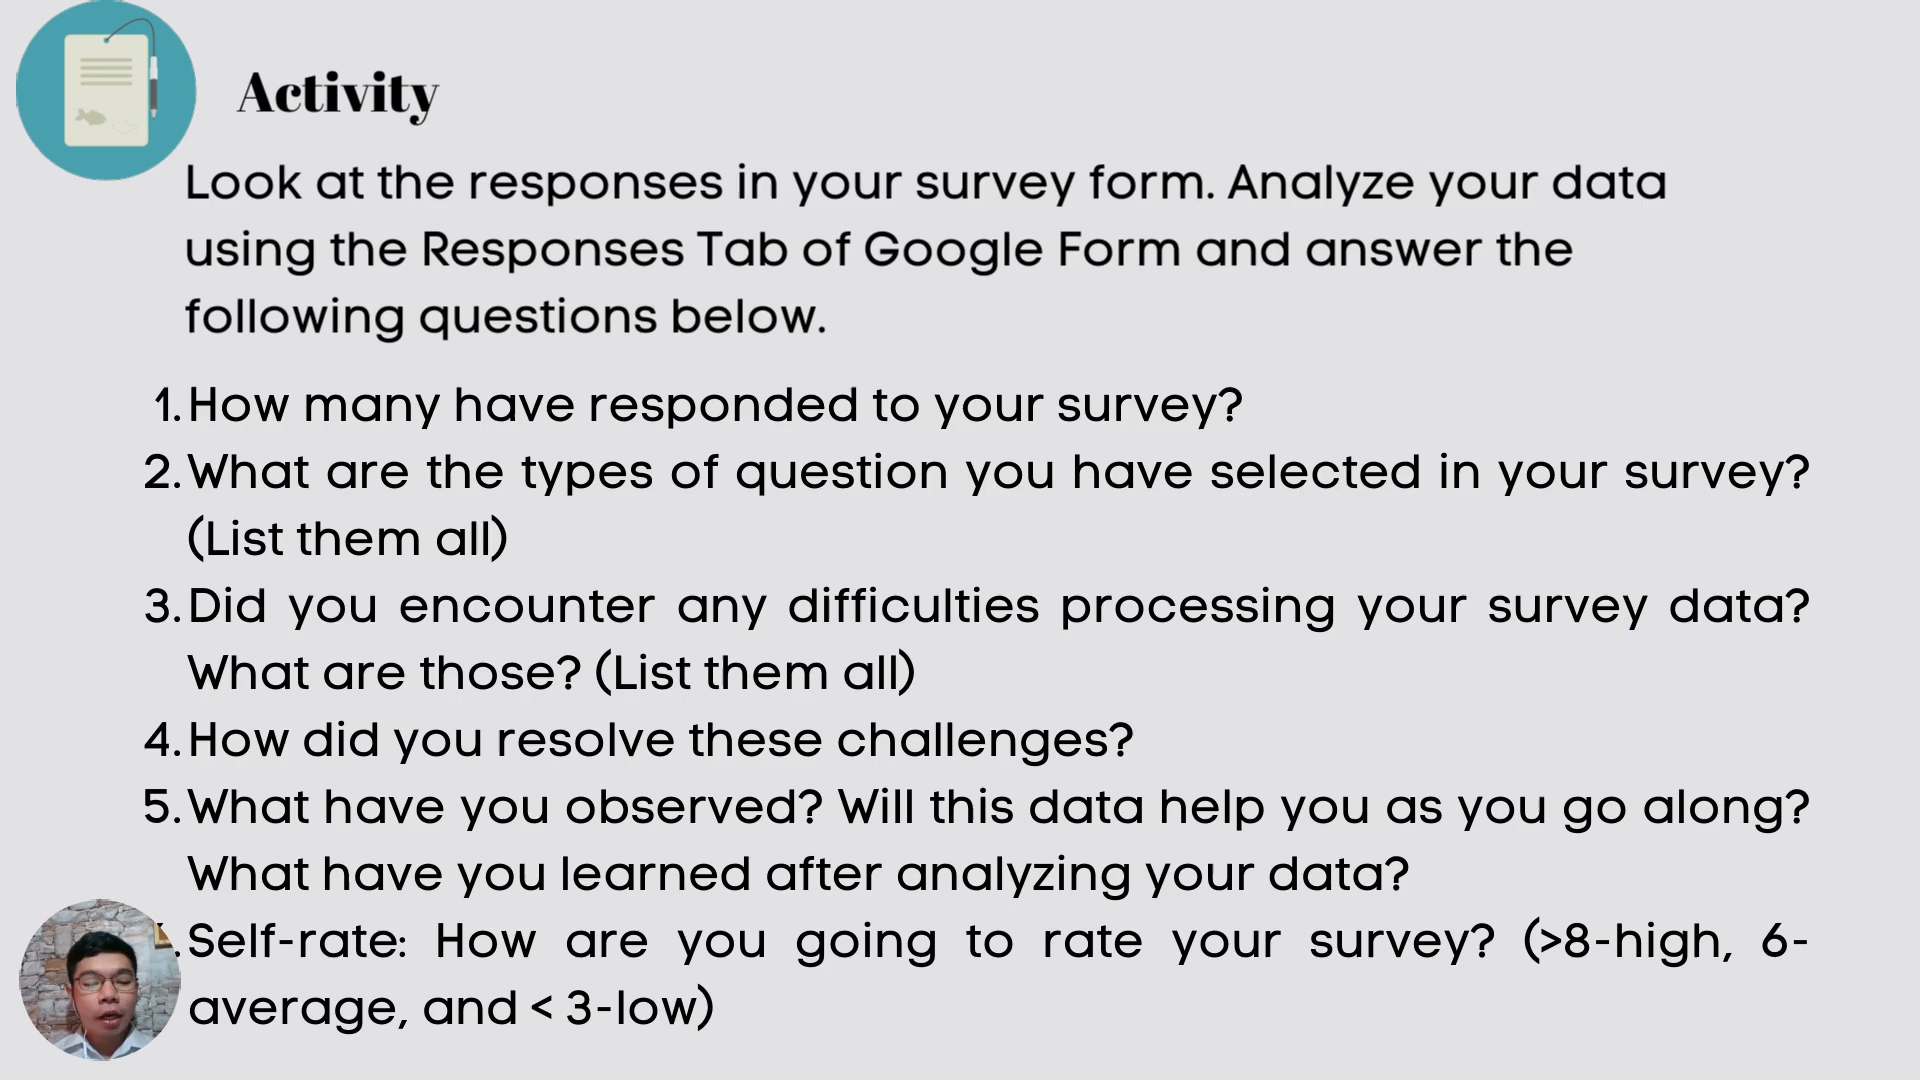 Activity
Look at the responses in your survey form. Analyze your data
using the Responses Tab of Google Form and answer the
following questions below.
1. How many have responded to your survey?
2. What are the types of question you have selected in your survey?
(List them all)
3. Did you encounter any difficulties processing your survey data?
What are those? (List them all)
4. How did you resolve these challenges?
5. What have you observed? Will this data help you as you go along?
What have you learned after analyzing your data?
. Self-rate: How are you going to rate your survey? (>8-high, 6-
average, and < 3-low)